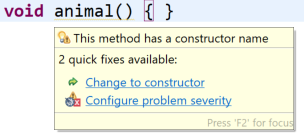 void animal() { }
This method has a constructor name
2 quick fixes available:
Change to constructor
Configure problem severity
Press 'F2' for focus